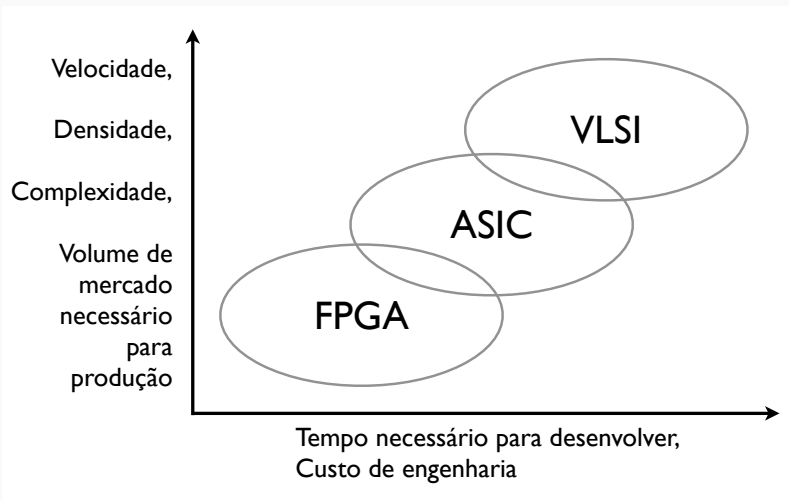 Velocidade,
Densidade,
Complexidade,
Volume de
mercado
necessário
para
produção
VLSI
ASIC
FPGA
Tempo necessário para desenvolver,
Custo de engenharia